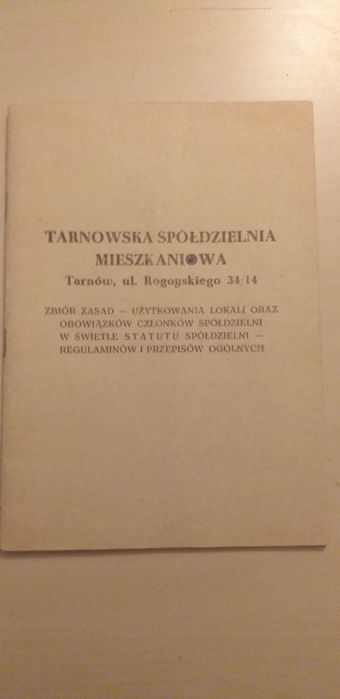 TARNOWSKA SPÓŁDZIELNIA
MIESZKANIOWA
Tarnów, ul. Rogoyskiego 34/14
ZBIÓR ZASAD — UŻYTKOWANIA LOKALI ORAZ
OBOWIĄZKÓW CZŁONKÓW SPÓŁDZIELNI
W ŚWIETLE STATUTU SPÓŁDZIELNI —
REGULAMINÓW I PRZEPISÓW OGÓLNYCH